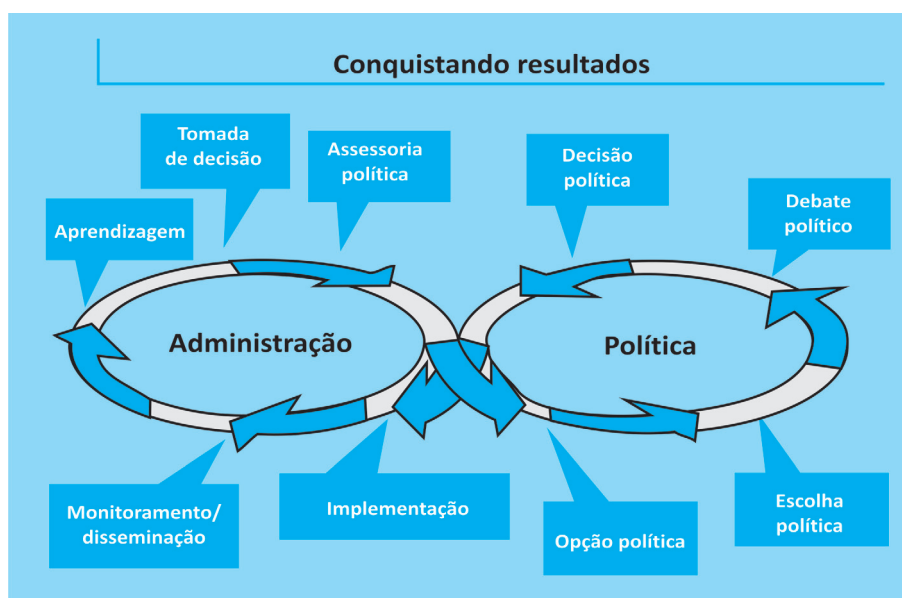 Conquistando resultados
Tomada
de decisão
Assessoria
política
Decisão
política
Debate
político
Aprendizagem
Administração
Política
Monitoramento/
disseminação
Implementação
Opção política
Escolha
política